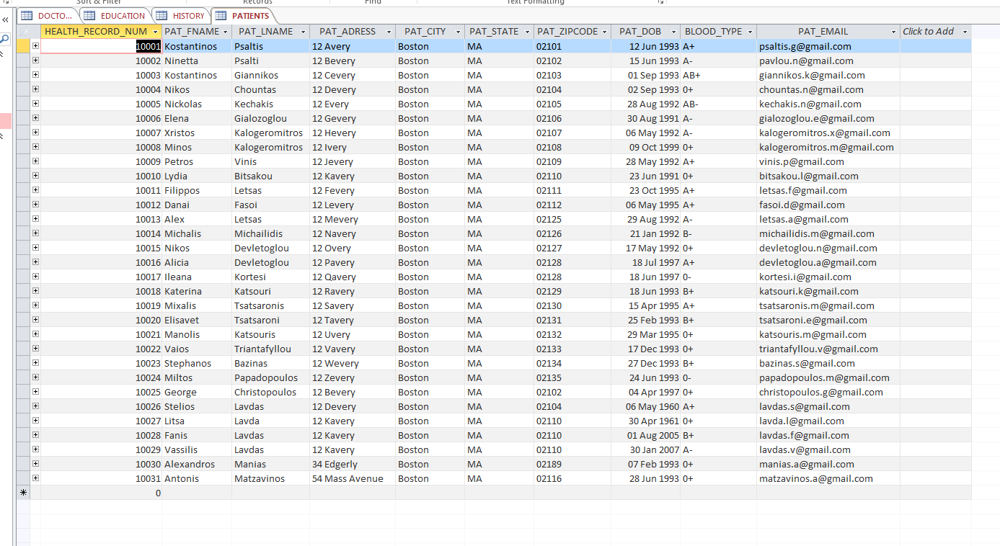 Sort & Filter Records Find Text Formatting
DOCTO... EDUCATION HISTORY PATIENTS
HEALTH_RECORD_NUM PAT_FNAME PAT_LNAME PAT_ADRESS PAT_CITY PAT_STATE PAT_ZIPCODE PAT_DOB BLOOD_TYPE PAT_EMAIL Click to Add
10001 Kostantinos Psaltis 12 Avery Boston MA 02101 12 Jun 1993 A+ psaltis.g@gmail.com
10002 Ninetta Psalti 12 Bevery Boston MA 02102 15 Jun 1993 A- pavlou.n@gmail.com
10003 Kostantinos Giannikos 12 Cevery Boston MA 02103 01 Sep 1993 AB+ giannikos.k@gmail.com
10004 Nikos Chountas 12 Devery Boston MA 02104 02 Sep 1993 0+ chountas.n@gmail.com
10005 Nickolas Kechakis 12 Every Boston MA 02105 28 Aug 1992 AB- kechakis.n@gmail.com
10006 Elena Gialozoglou 12 Gevery Boston MA 02106 30 Aug 1991 A- gialozoglou.e@gmail.com
10007 Xristos Kalogeromitros 12 Hevery Boston MA 02107 06 May 1992 A- kalogeromitros.x@gmail.com
10008 Minos Kalogeromitros 12 Ivery Boston MA 02108 09 Oct 1999 0+ kalogeromitros.m@gmail.com
10009 Petros Vinis 12 Jevery Boston MA 02109 28 May 1992 A+ vinis.p@gmail.com
10010 Lydia Bitsakou 12 Kavery Boston MA 02110 23 Jun 1991 0+ bitsakou.l@gmail.com
10011 Filippos Letsas 12 Fevery Boston MA 02111 23 Oct 1995 A+ letsas.f@gmail.com
10012 Danai Fasoi 12 Levery Boston MA 02112 06 May 1995 A+ fasoi.d@gmail.com
10013 Alex Letsas 12 Mevery Boston MA 02125 29 Aug 1992 A- letsas.a@gmail.com
10014 Michalis Michailidis 12 Navery Boston MA 02126 21 Jan 1992 B- michailidis.m@gmail.com
10015 Nikos Devletoglou 12 Overy Boston MA 02127 17 May 1992 0+ devletoglou.n@gmail.com
10016 Alicia Devletoglou 12 Pavery Boston MA 02128 18 Jul 1997 A+ devletoglou.a@gmail.com
10017 Ileana Kortesi 12 Qavery Boston MA 02128 18 Jun 1997 0- kortesi.i@gmail.com
10018 Katerina Katsouri 12 Ravery Boston MA 02129 18 Jun 1993 B+ katsouri.k@gmail.com
10019 Mixalis Tsatsaronis 12 Savery Boston MA 02130 15 Apr 1995 A+ tsatsaronis.m@gmail.com
10020 Elisavet Tsatsaroni 12 Tavery Boston MA 02131 25 Feb 1993 B+ tsatsaroni.e@gmail.com
10021 Manolis Katsouris 12 Uvery Boston MA 02132 29 Mar 1995 0+ katsouris.m@gmail.com
10022 Vaios Triantafyllou 12 Vavery Boston MA 02133 17 Dec 1993 0+ triantafyllou.v@gmail.com
10023 Stephanos Bazinas 12 Wevery Boston MA 02134 27 Dec 1993 B+ bazinas.s@gmail.com
10024 Miltos Papadopoulos 12 Zevery Boston MA 02135 24 Jun 1993 0- papadopoulos.m@gmail.com
10025 George Christopoulos 12 Bevery Boston MA 02102 04 Apr 1997 0+ christopoulos.g@gmail.com
10026 Stelios Lavdas 12 Devery Boston MA 02104 06 May 1960 A+ lavdas.s@gmail.com
10027 Litsa Lavda 12 Kavery Boston MA 02110 30 Apr 1961 0+ lavda.l@gmail.com
10028 Fanis Lavdas 12 Kavery Boston MA 02110 01 Aug 2005 B+ lavdas.f@gmail.com
10029 Vassilis Lavdas 12 Kavery Boston MA 02110 30 Jan 2007 A- lavdas.v@gmail.com
10030 Alexandros Manias 34 Edgerly Boston MA 02189 07 Feb 1993 0+ manias.a@gmail.com
10031 Antonis Matzavinos 54 Mass Avenue Boston MA 02116 28 Jun 1993 0+ matzavinos.a@gmail.com
0